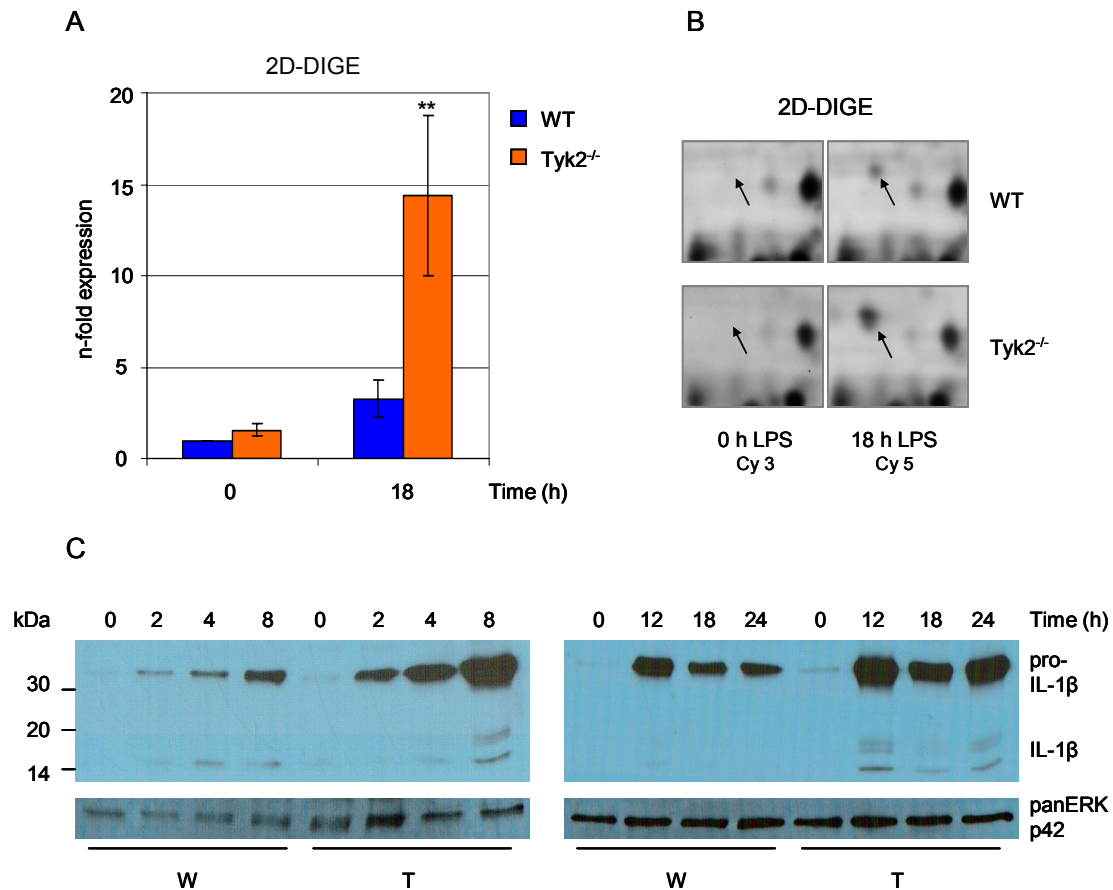 A
2D-DIGE
20
15
10
5
0
n-fold expression
**
WT
Tyk2-/-
0 18 Time (h)
B
2D-DIGE
WT
Tyk2-/-
0 h LPS 18 h LPS
Cy 3 Cy 5
C
kDa 0 2 4 8 0 2 4 8 0 12 18 24 0 12 18 24 Time (h)
pro-
IL-1β
30
20
IL-1β
14
panERK
p42
W T W T